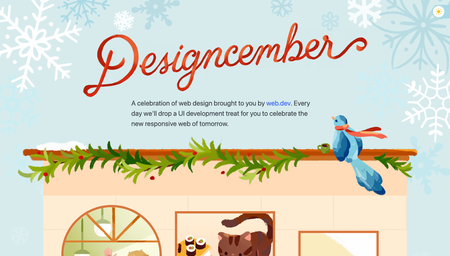 Designcember
A celebration of web design brought to you by web.dev. Every
day we'll drop a UI development treat for you to celebrate the
new responsive web of tomorrow.